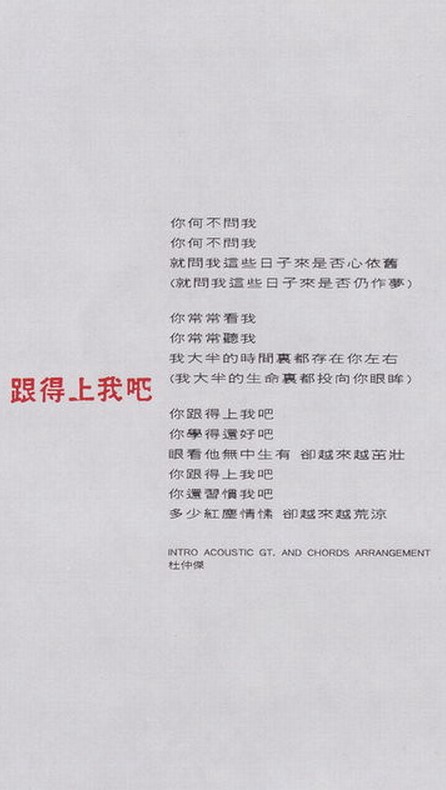 跟得上我吧
你何不問我
你何不問我
就問我這些日子來是否心依舊
(就問我這些日子來是否仍作夢)
你常常看我
你常常聽我
我大半的時間裏都存在你左右
(我大半的生命裏都投向你眼眸)
你跟得上我吧
你學得還好吧
眼看他無中生有 卻越來越茁壯
你跟得上我吧
你還習慣我吧
多少紅塵情愫 卻越來越荒涼
INTRO ACOUSTIC GT. AND CHORDS ARRANGEMENT
杜仲傑